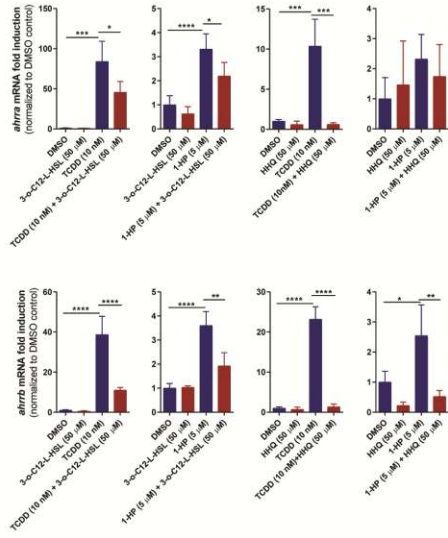 ahrra mRNA fold induction
(normalized to DMSO control)
100
75
50
25
0
***
*
DMSO
3-o-C12-L-HSL (50 µM)
TCDD (10 nM)
TCDD (10 nM) + 3-o-C12-L-HSL (50 µM)
5
4
3
2
1
0
****
*
DMSO
3-o-C12-L-HSL (50 µM)
1-HP (5 µM)
1-HP (5 µM) + 3-o-C12-L-HSL (50 µM)
15
10
5
0
***
***
DMSO
HHQ (50 µM)
TCDD (10 nM)
TCDD (10nM) + HHQ (50 µM)
4
3
2
1
0
DMSO
HHQ (50 µM)
1-HP (5 µM)
1-HP (5 µM) + HHQ (50 µM)
ahrrb mRNA fold induction
(normalized to DMSO control)
60
40
20
0
****
****
DMSO
3-o-C12-L-HSL (50 µM)
TCDD (10 nM)
TCDD (10 nM) + 3-o-C12-L-HSL (50 µM)
5
4
3
2
1
0
****
**
DMSO
3-o-C12-L-HSL (50 µM)
1-HP (5 µM)
1-HP (5 µM) + 3-o-C12-L-HSL (50 µM)
30
20
10
0
****
****
DMSO
HHQ (50 µM)
TCDD (10 nM)
TCDD (10 nM)+HHQ (50 µM)
4
3
2
1
0
*
**
DMSO
HHQ (50 µM)
1-HP (5 µM)
1-HP (5 µM) + HHQ (50 µM)